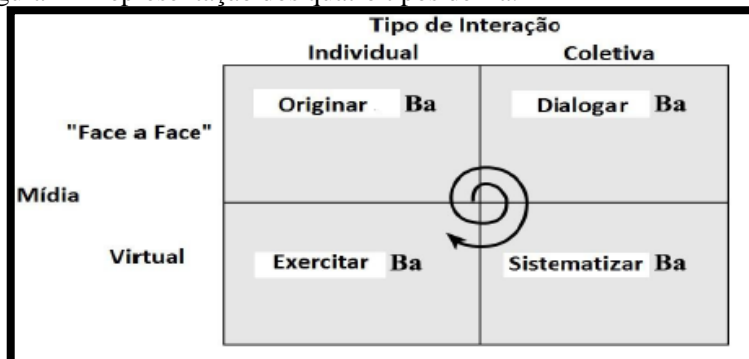 Tipo de Interação
Individual Coletiva
Originar Ba Dialogar Ba
"Face a Face"
Mídia
Virtual
Exercitar Ba Sistematizar Ba